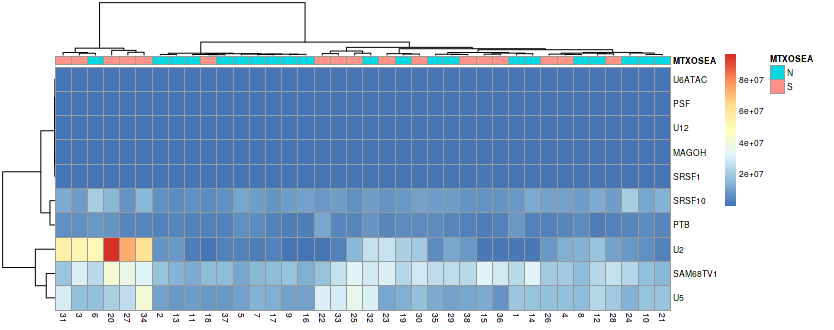 MTXOSEA
MTXOSEA
N
S
8e+07
6e+07
4e+07
2e+07
U6ATAC
PSF
U12
MAGOH
SRSF1
SRSF10
PTB
U2
SAM68TV1
U5
31 3 6 20 27 34 2 13 11 18 37 5 7 17 9 16 22 33 25 32 23 19 30 35 29 38 15 36 1 14 26 4 8 12 28 24 10 21